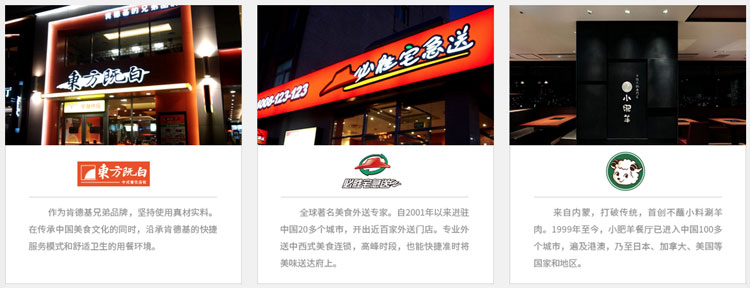 肯德基的兄弟品牌
東方既白
必胜宅急送
4008-123-123
小肥羊
東方既白
必胜宅急送
作为肯德基兄弟品牌，坚持使用真材实料。
在传承中国美食文化的同时，沿承肯德基的快捷
服务模式和舒适卫生的用餐环境。
全球著名美食外送专家。自2001年以来进驻
中国20多个城市，开出近百家外送门店。专业外
送中西式美食连锁，高峰时段，也能快捷准时将
美味送达府上。
来自内蒙，打破传统，首创不蘸小料涮羊
肉。1999年至今，小肥羊餐厅已进入中国100多
个城市，遍及港澳，乃至日本、加拿大、美国等
国家和地区。